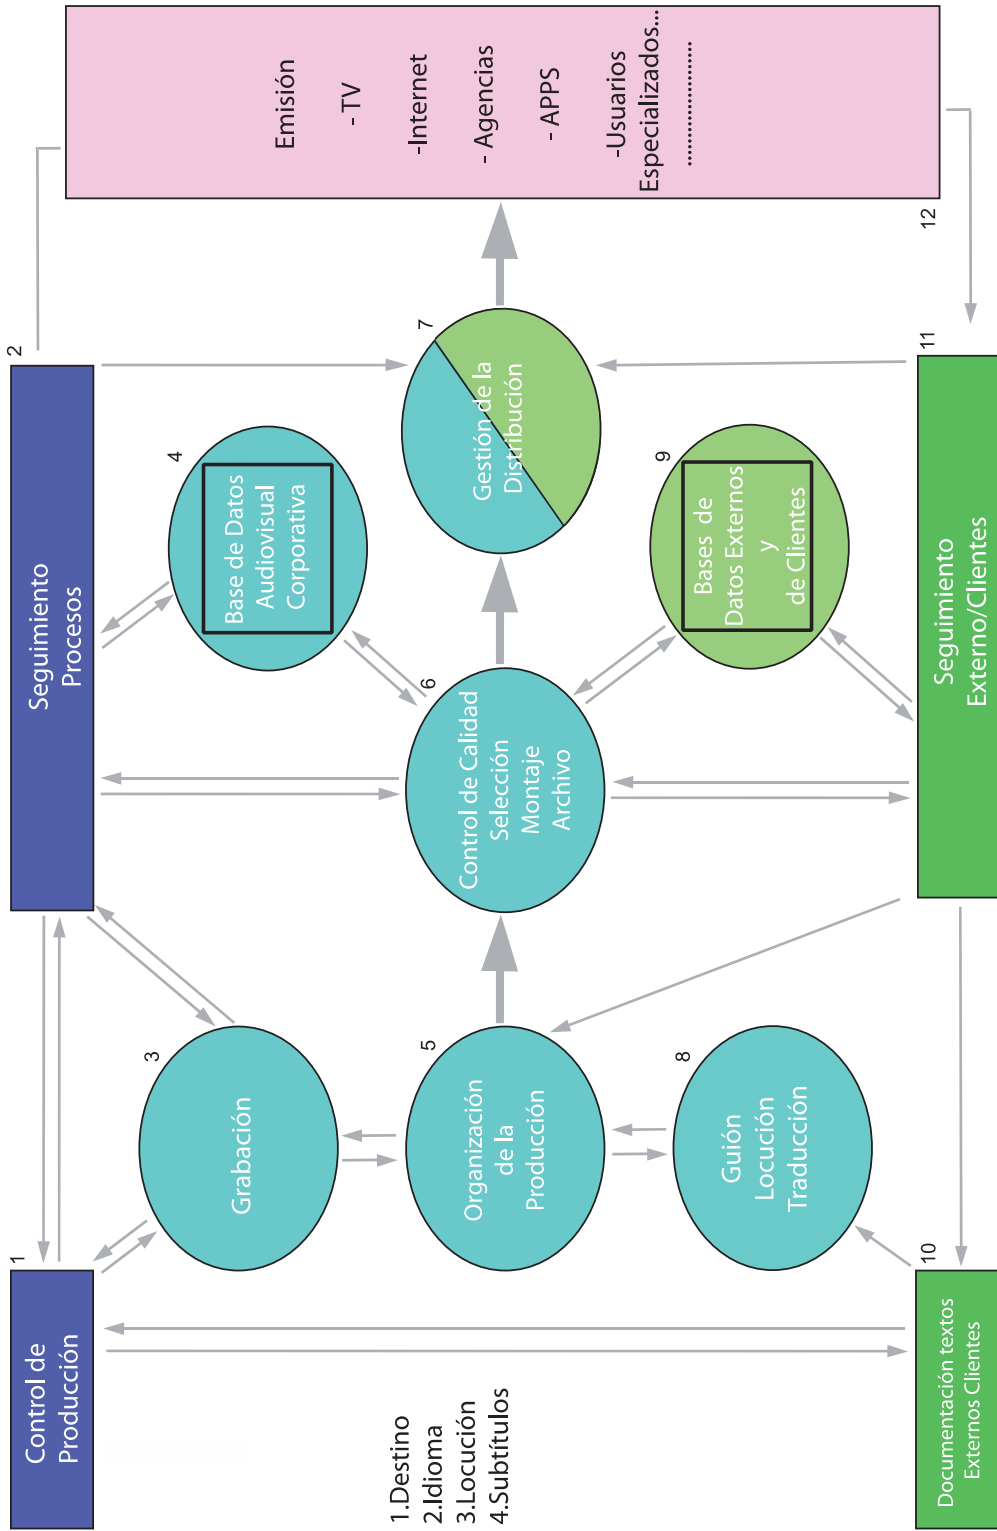 1
Control de
Producción
2
Seguimiento
Procesos
3
Grabación
4
Base de Datos
Audiovisual
Corporativa
1.Destino
2.Idioma
3.Locución
4.Subtítulos
5
Organización
de la
Producción
6
Control de Calidad
Selección
Montaje
Archivo
7
Gestión de la
Distribución
Emisión
- TV
-Internet
- Agencias
- APPS
-Usuarios
Especializados...
........................
12
8
Guión
Locución
Traducción
9
Bases de
Datos Externos
y
de Clientes
10
Documentación textos
Externos Clientes
11
Seguimiento
Externo/Clientes